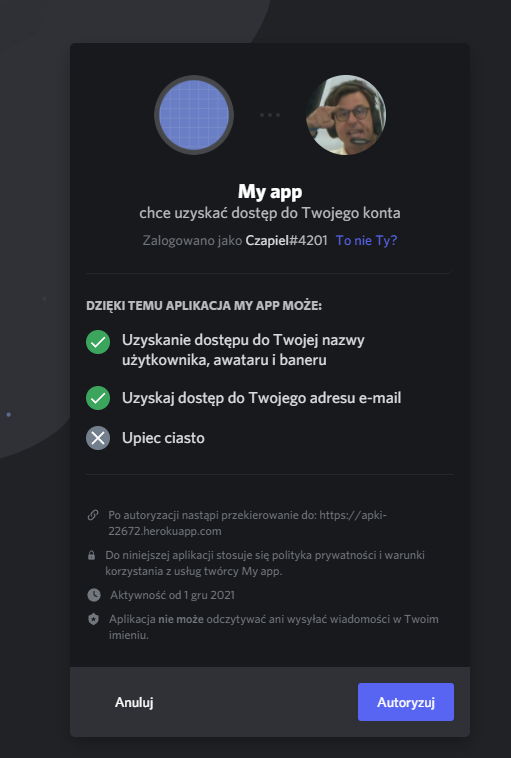 My app
chce uzyskać dostęp do Twojego konta
Zalogowano jako Czapiel#4201 To nie Ty?
DZIĘKI TEMU APLIKACJA MY APP MOŻE:
Uzyskanie dostępu do Twojej nazwy
użytkownika, awataru i baneru
Uzyskaj dostęp do Twojego adresu e-mail
Upiec ciasto
Po autoryzacji nastąpi przekierowanie do: https://apki-
22672.herokuapp.com
Do niniejszej aplikacji stosuje się polityka prywatności i warunki
korzystania z usług twórcy My app.
Aktywność od 1 gru 2021
Aplikacja nie może odczytywać ani wysyłać wiadomości w Twoim
imieniu.
Anuluj
Autoryzuj